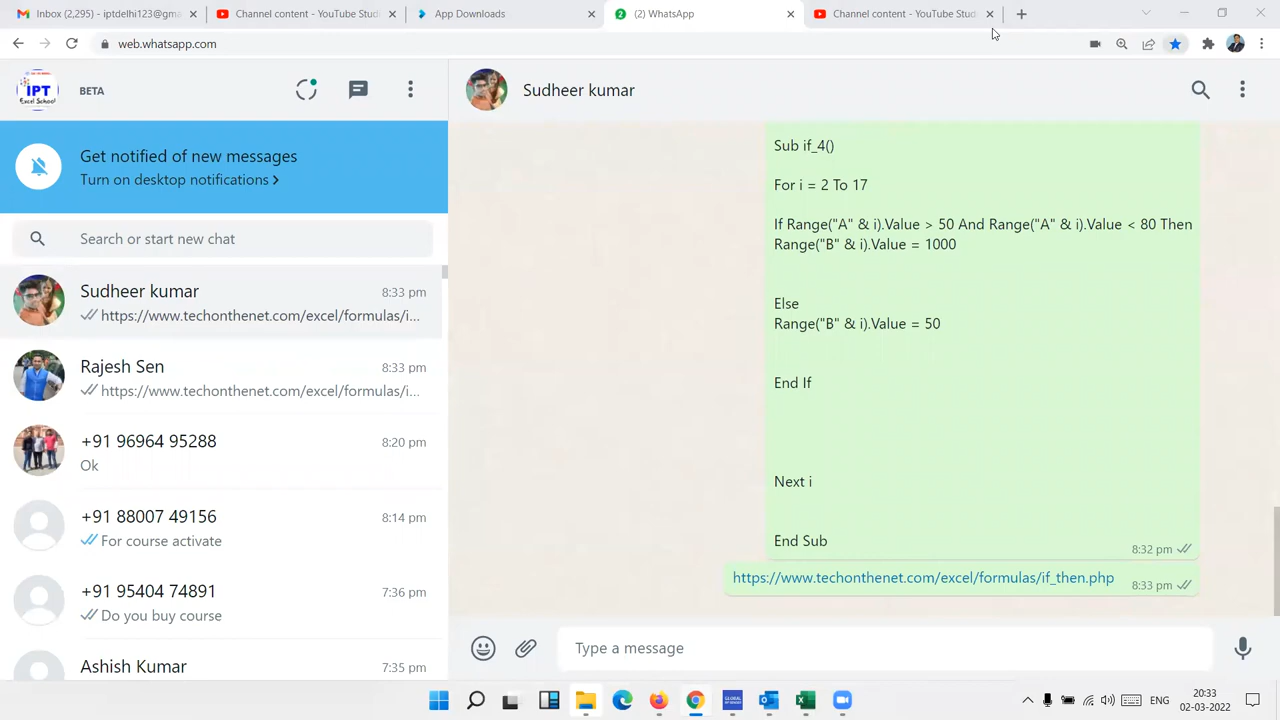 Inbox (2,295) - iptdelhi123@gma
Channel content - YouTube Studi
App Downloads
(2) WhatsApp
Channel content - YouTube Studi
web.whatsapp.com
IPT
Excel School
BETA
Sudheer kumar
Get notified of new messages
Turn on desktop notifications >
Search or start new chat
Sudheer kumar 8:33 pm
https://www.techonthenet.com/excel/formulas/i...
Rajesh Sen 8:33 pm
https://www.techonthenet.com/excel/formulas/i...
+91 96964 95288 8:20 pm
Ok
+91 88007 49156 8:14 pm
For course activate
+91 95404 74891 7:36 pm
Do you buy course
Ashish Kumar 7:35 pm
Sub if_4()
For i = 2 To 17
If Range("A" & i).Value > 50 And Range("A" & i).Value < 80 Then
Range("B" & i).Value = 1000
Else
Range("B" & i).Value = 50
End If
Next i
End Sub
8:32 pm
https://www.techonthenet.com/excel/formulas/if_then.php 8:33 pm
Type a message
ENG
20:33
02-03-2022